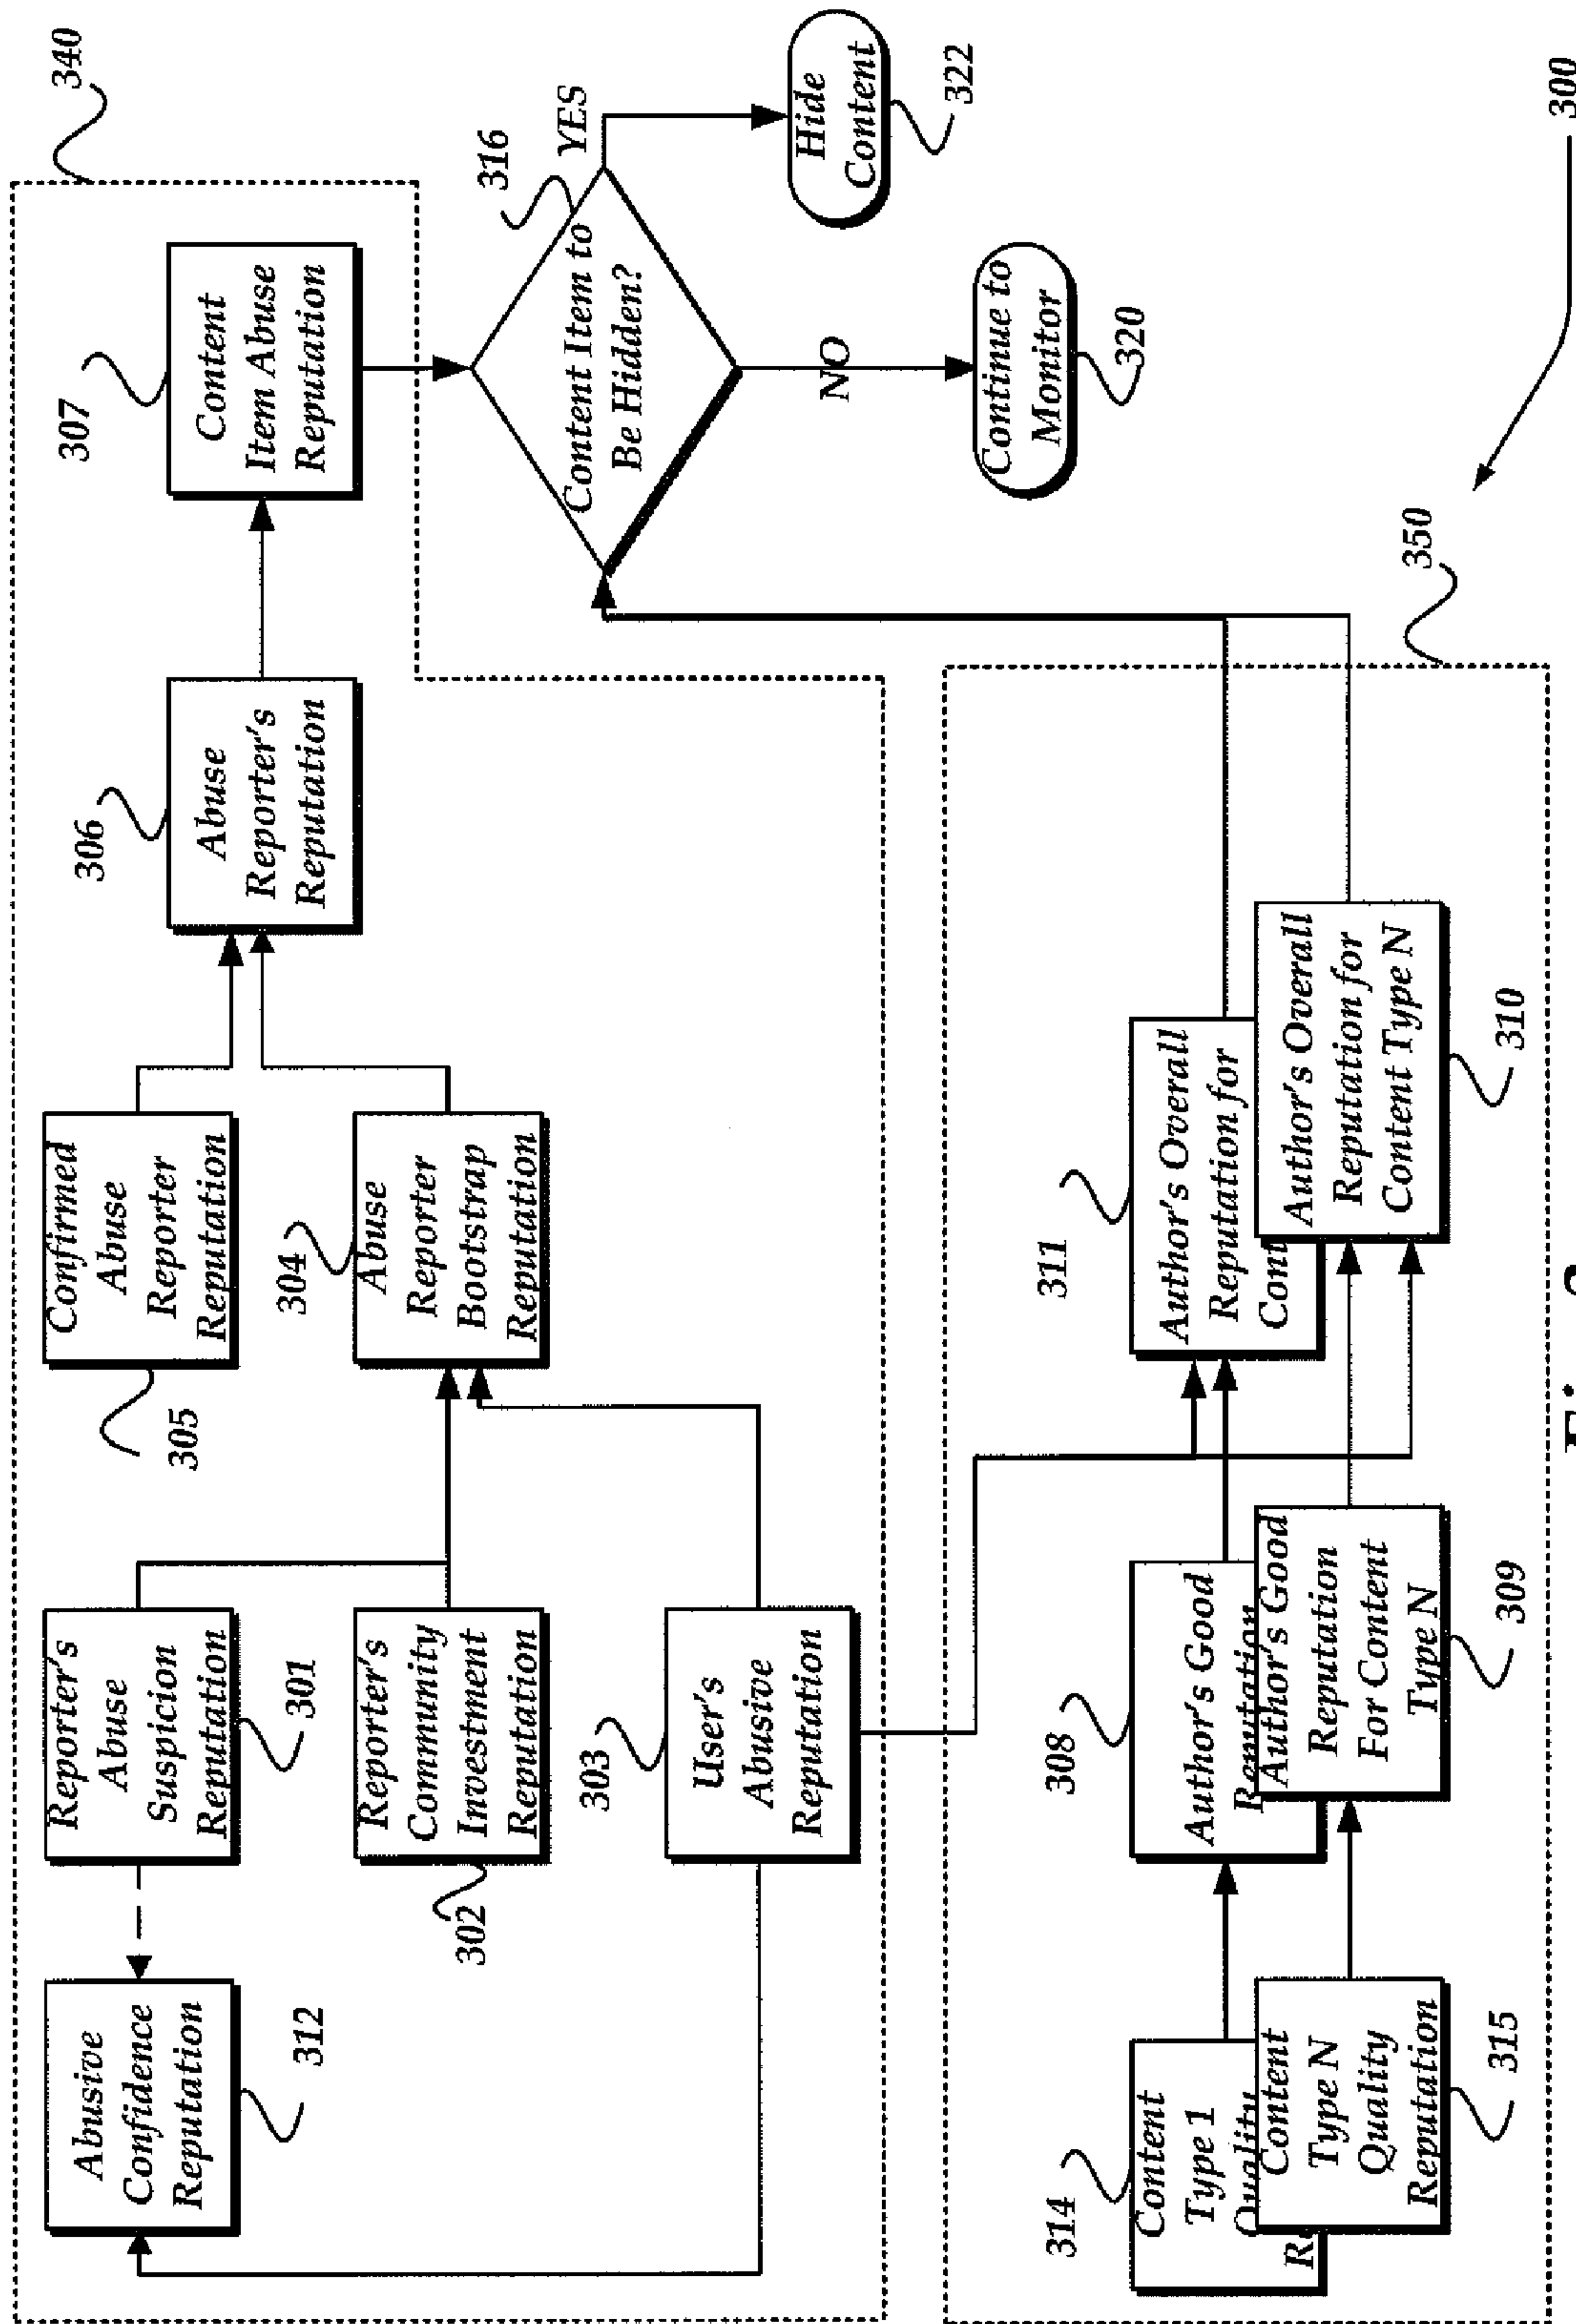 340
307
Content
Item Abuse
Reputation
306
Abuse
Reporter's
Reputation
Confirmed
Abuse
Reporter
Reputation
305
304
Abuse
Reporter
Bootstrap
Reputation
Reporter's
Abuse
Suspicion
Reputation
301
Reporter's
Community
Investment
Reputation
302
303
User's
Abusive
Reputation
Abusive
Confidence
Reputation
312
316
Content Item to
Be Hidden?
YES
NO
Hide
Content
322
Continue to
Monitor
320
350
314
Content
Type 1
Quality
Content
Type N
Quality
Reputation
315
308
Author's Good
Reputation
Author's Good
Reputation
For Content
Type N
309
311
Author's Overall
Reputation for
Cont
Author's Overall
Reputation for
Content Type N
310
300